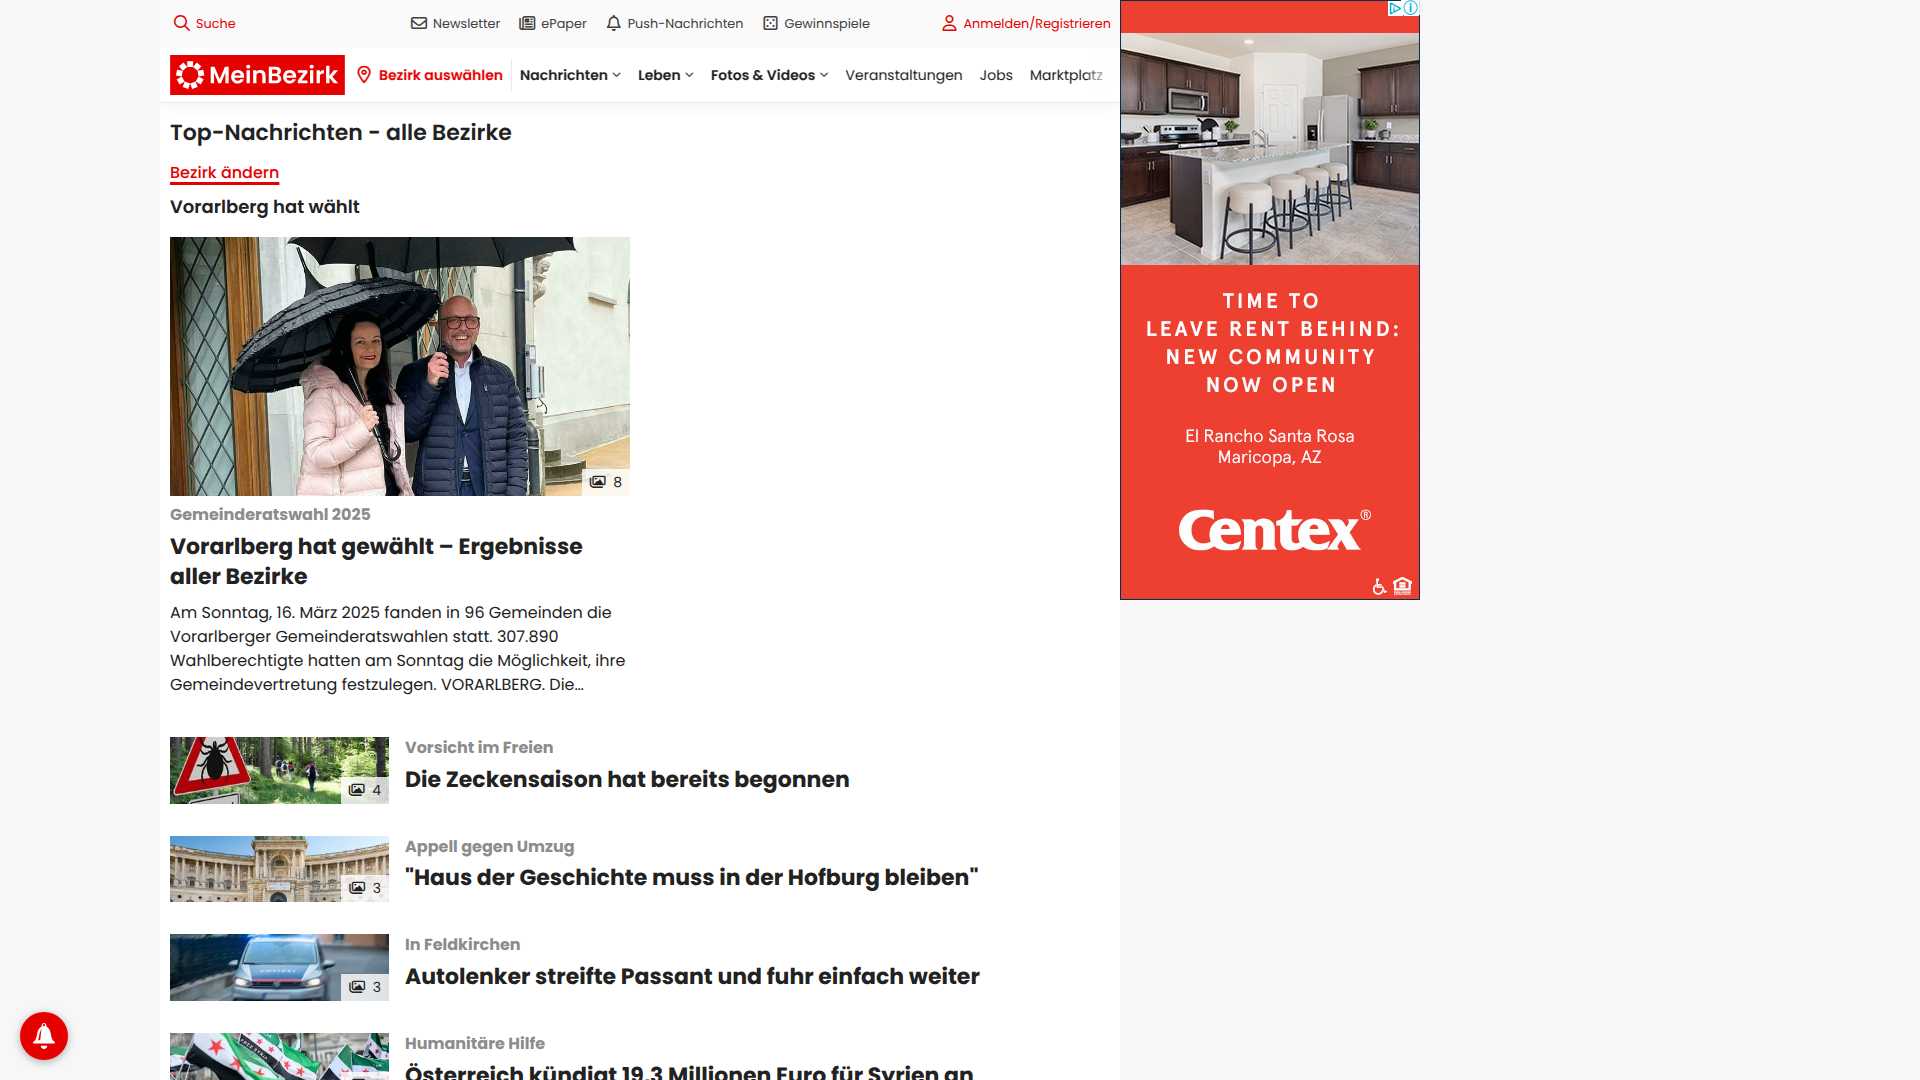 Suche
Newsletter
ePaper
Push-Nachrichten
Gewinnspiele
Anmelden/Registrieren
MeinBezirk
Bezirk auswählen
Nachrichten
Leben
Fotos & Videos
Veranstaltungen
Jobs
Marktplatz
Top-Nachrichten - alle Bezirke
Bezirk ändern
Vorarlberg hat wählt
8
Gemeinderatswahl 2025
Vorarlberg hat gewählt – Ergebnisse
aller Bezirke
Am Sonntag, 16. März 2025 fanden in 96 Gemeinden die
Vorarlberger Gemeinderatswahlen statt. 307.890
Wahlberechtigte hatten am Sonntag die Möglichkeit, ihre
Gemeindevertretung festzulegen. VORARLBERG. Die...
4
Vorsicht im Freien
Die Zeckensaison hat bereits begonnen
3
Appell gegen Umzug
"Haus der Geschichte muss in der Hofburg bleiben"
3
In Feldkirchen
Autolenker streifte Passant und fuhr einfach weiter
Humanitäre Hilfe
Österreich kündigt 19,3 Millionen Euro für Syrien an
TIME TO
LEAVE RENT BEHIND:
NEW COMMUNITY
NOW OPEN
El Rancho Santa Rosa
Maricopa, AZ
Centex®